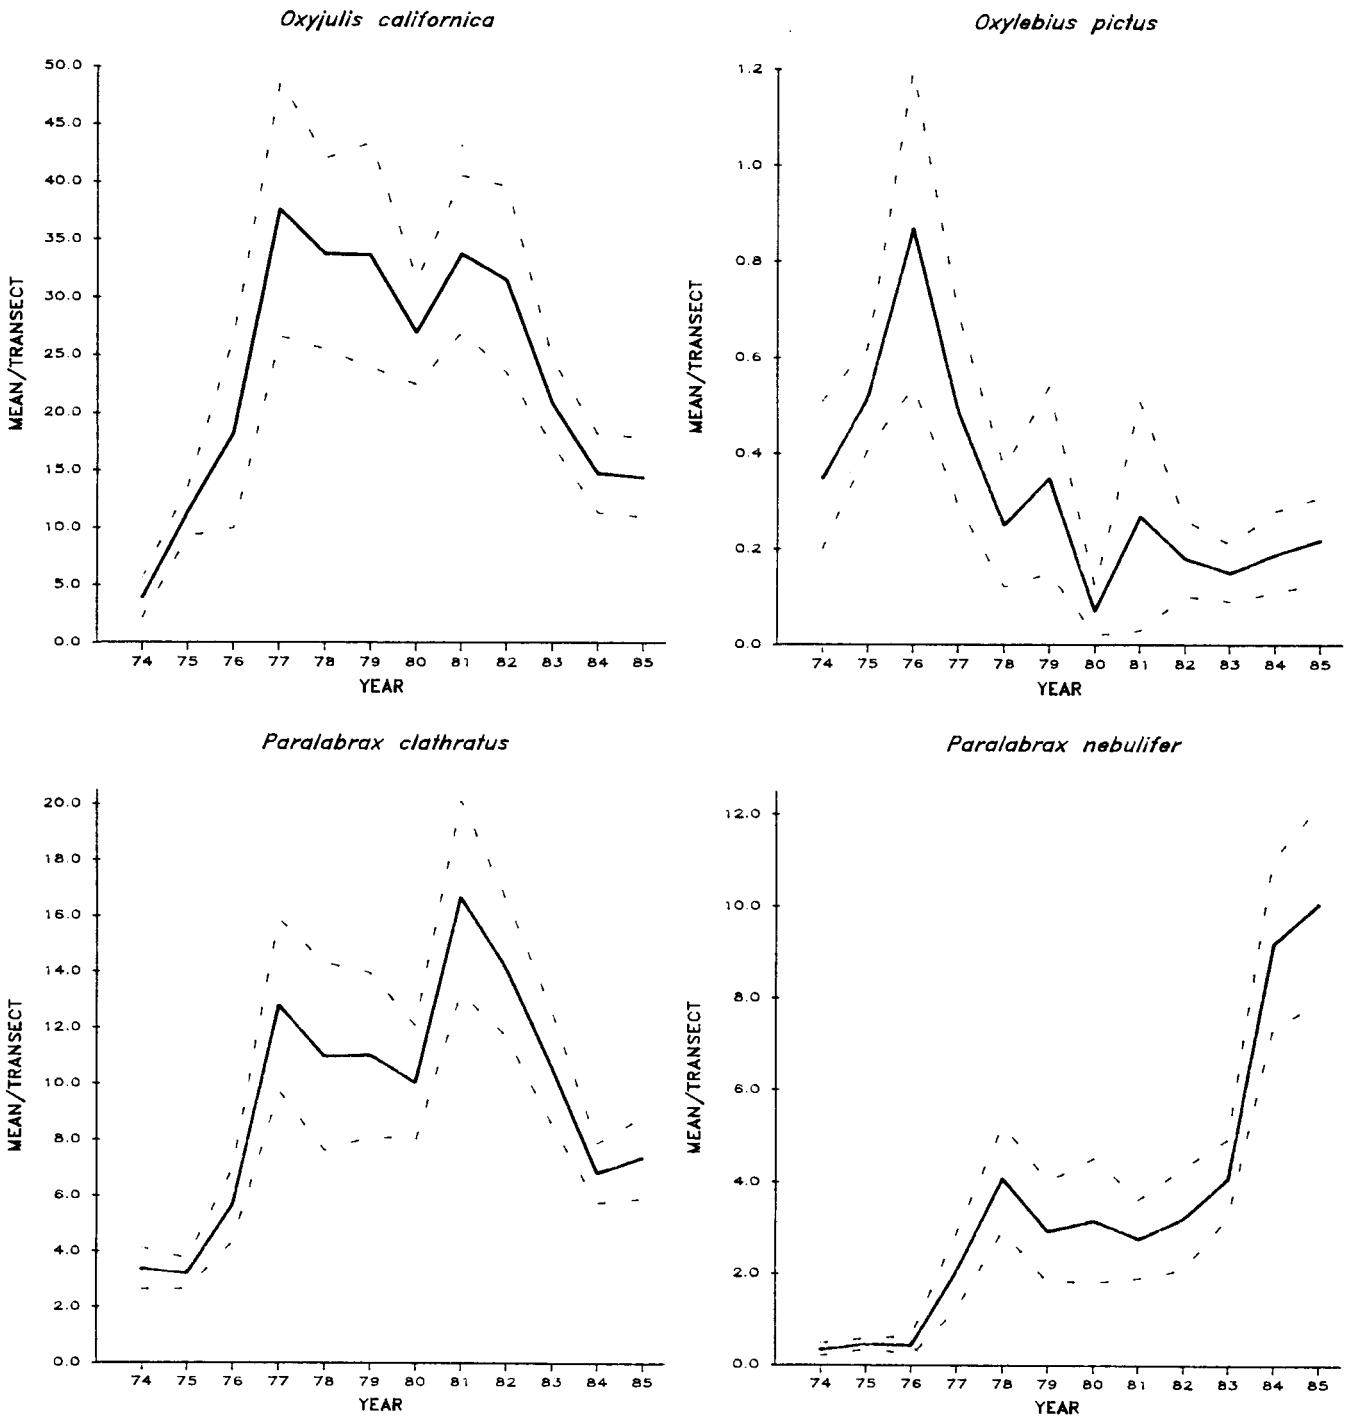 Oxyjulis californica
50.0
45.0
40.0
35.0
30.0
25.0
20.0
15.0
10.0
5.0
0.0
MEAN/TRANSECT
74 75 76 77 78 79 80 81 82 83 84 85
YEAR
Oxylebius pictus
1.2
1.0
0.8
0.6
0.4
0.2
0.0
MEAN/TRANSECT
74 75 76 77 78 79 80 81 82 83 84 85
YEAR
Paralabrax clathratus
20.0
18.0
16.0
14.0
12.0
10.0
8.0
6.0
4.0
2.0
0.0
MEAN/TRANSECT
74 75 76 77 78 79 80 81 82 83 84 85
YEAR
Paralabrax nebulifer
12.0
10.0
8.0
6.0
4.0
2.0
0.0
MEAN/TRANSECT
74 75 76 77 78 79 80 81 82 83 84 85
YEAR